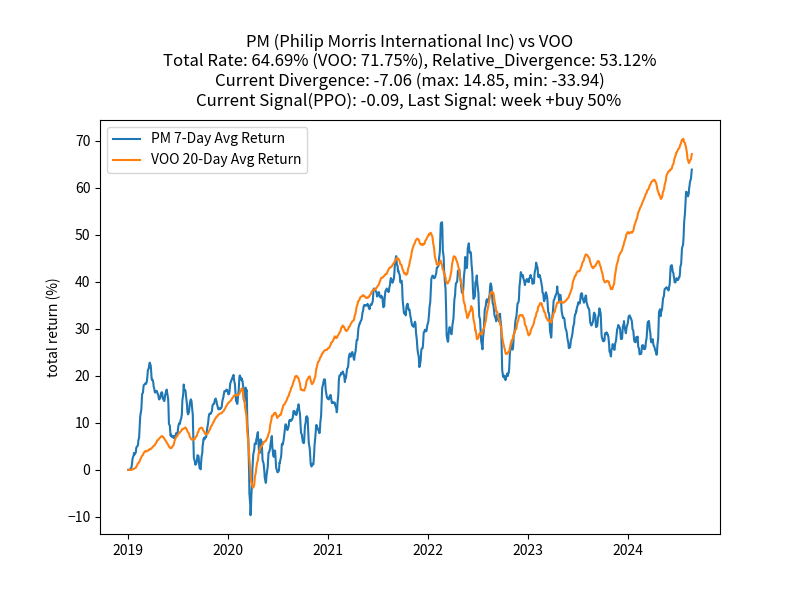 PM (Philip Morris International Inc) vs VOO
Total Rate: 64.69% (VOO: 71.75%), Relative_Divergence: 53.12%
Current Divergence: -7.06 (max: 14.85, min: -33.94)
Current Signal(PPO): -0.09, Last Signal: week +buy 50%
PM 7-Day Avg Return
VOO 20-Day Avg Return
total return (%)
70
60
50
40
30
20
10
0
−10
2019 2020 2021 2022 2023 2024